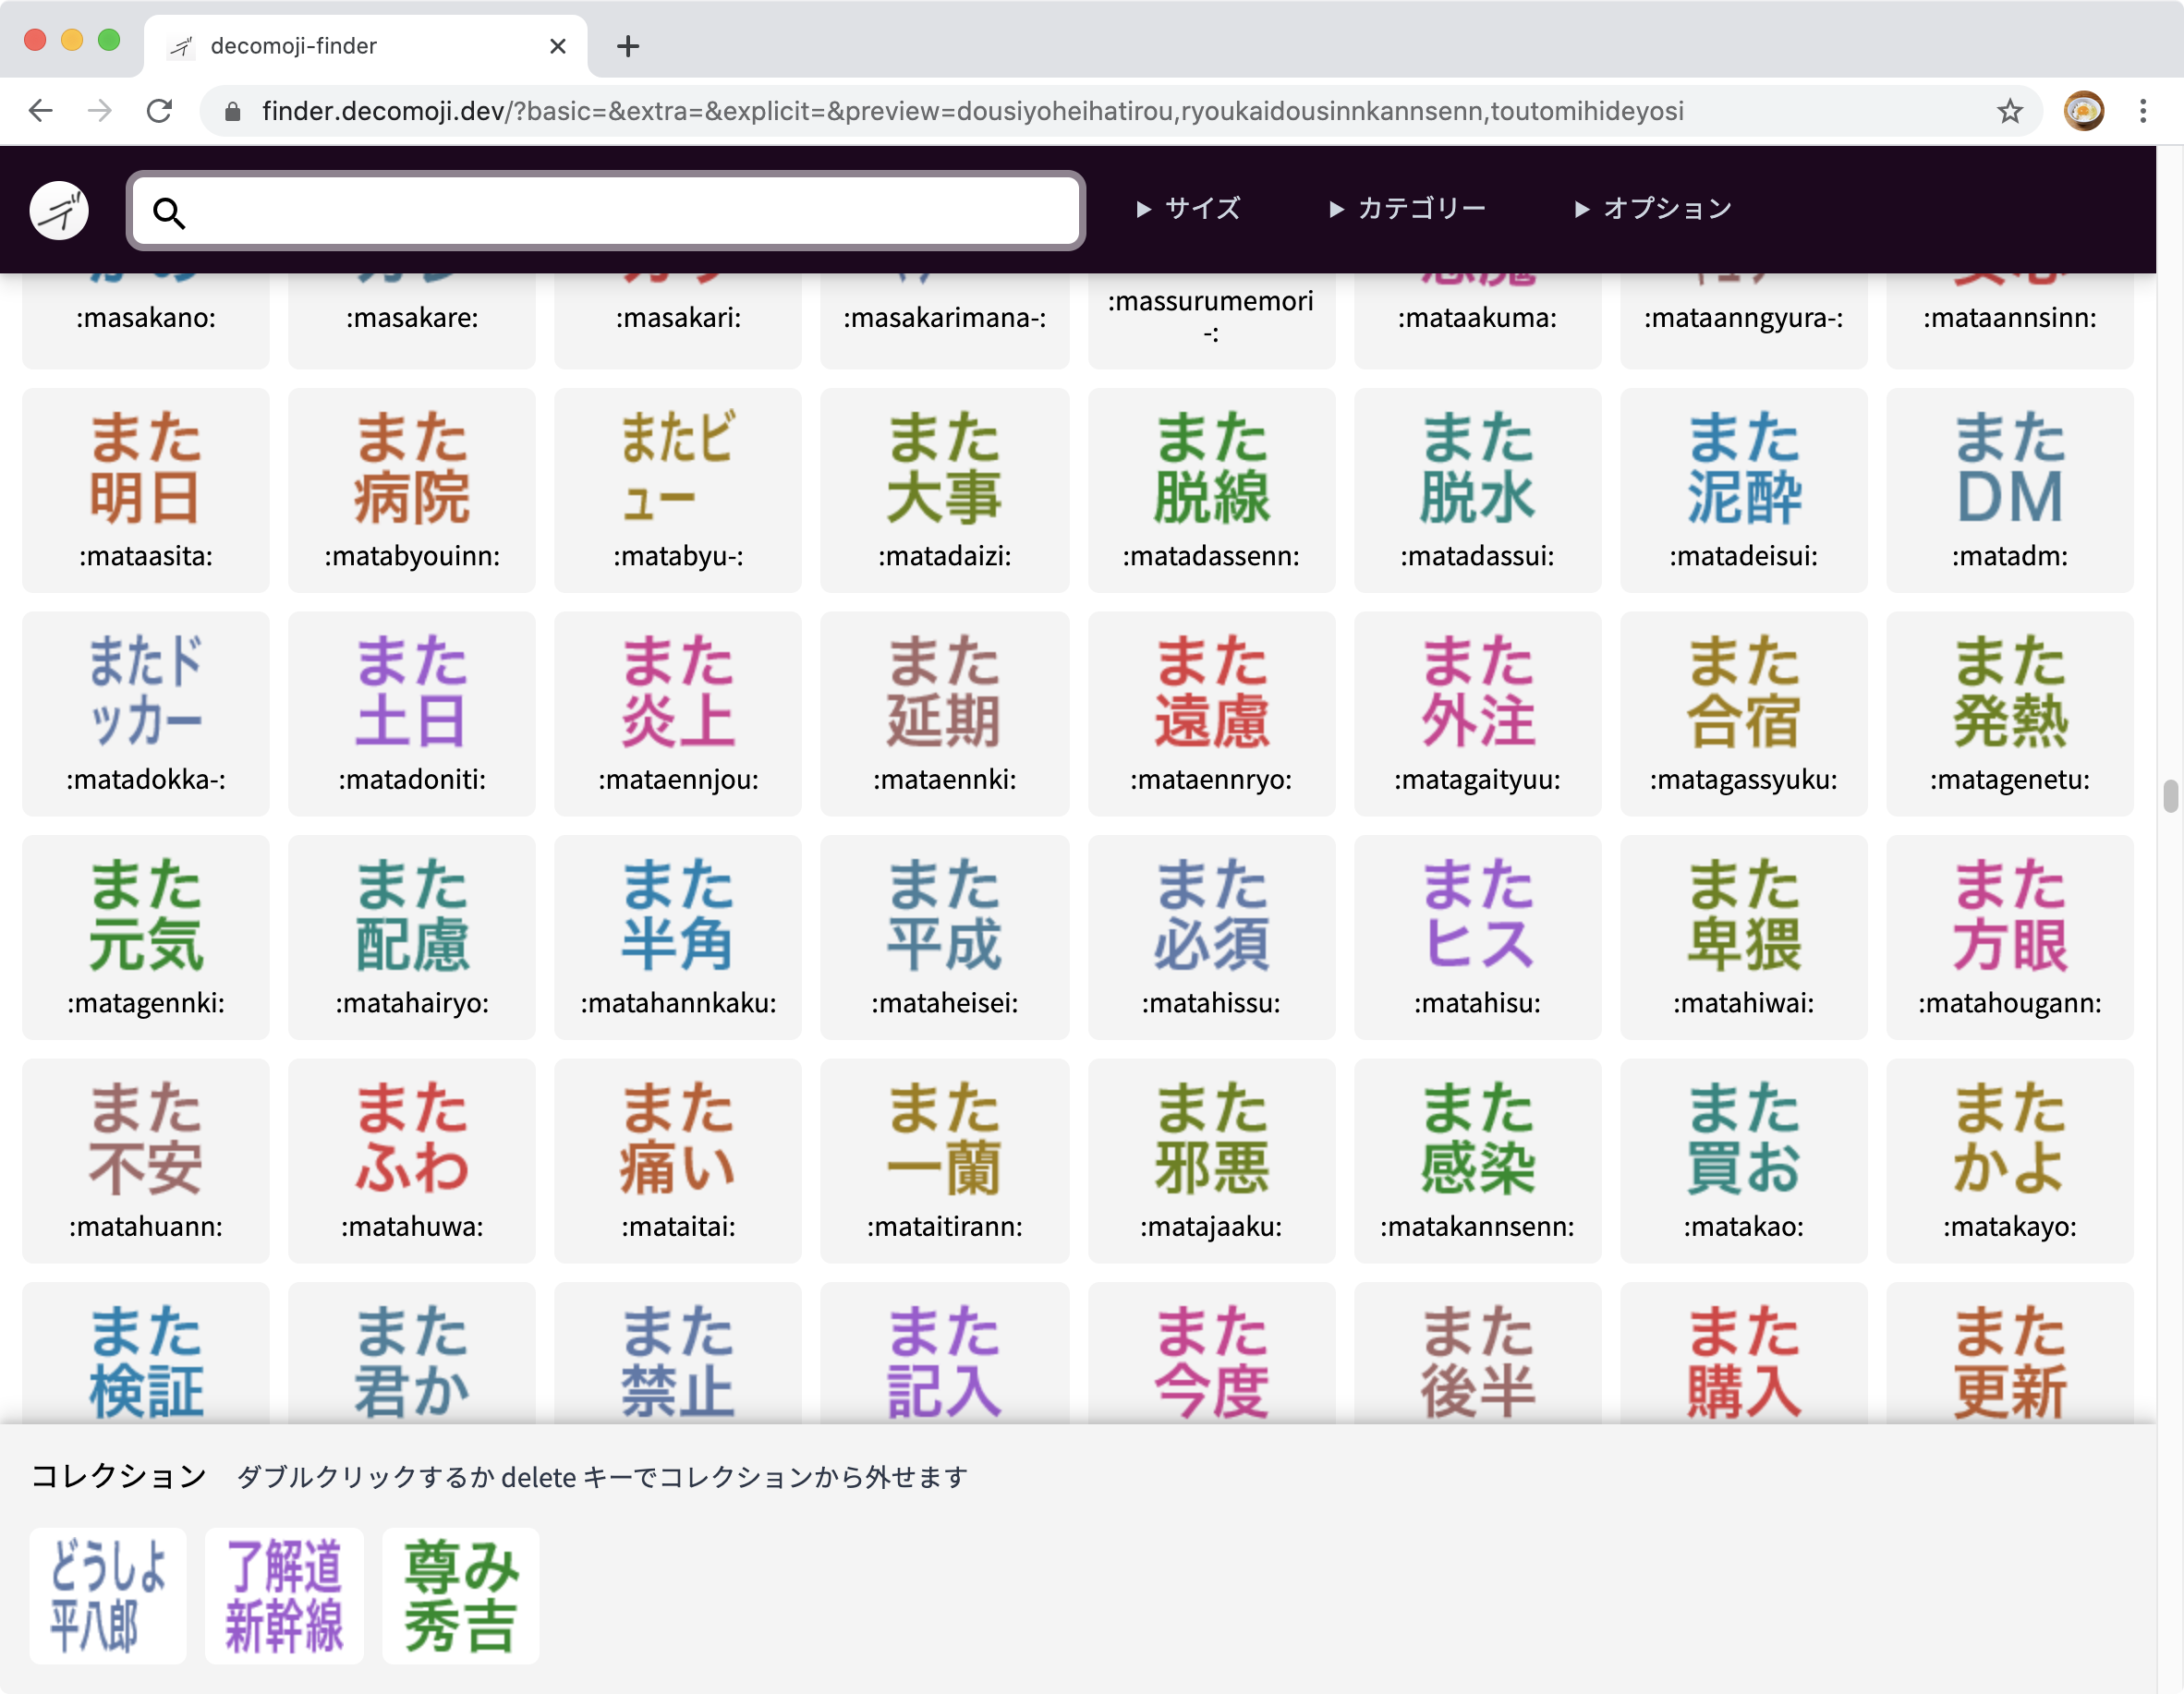 decomoji-finder
finder.decomoji.dev/?basic=&extra=&explicit=&preview=dousiyoheihatirou,ryoukaidousinnkannsenn,toutomihideyosi
デ
▶ サイズ ▶ カテゴリー ▶ オプション
:masakano: :masakare: :masakari: :masakarimana-: :massurumemori-: :mataakuma: :mataanngyura-: :mataannsinn:
また明日 また病院 またビュー また大事 また脱線 また脱水 また泥酔 またDM
:mataasita: :matabyouinn: :matabyu-: :matadaizi: :matadassenn: :matadassui: :matadeisui: :matadm:
またドッカー また土日 また炎上 また延期 また遠慮 また外注 また合宿 また発熱
:matadokka-: :matadoniti: :mataennjou: :mataennki: :mataennryo: :matagaityuu: :matagassyuku: :matagenetu:
また元気 また配慮 また半角 また平成 また必須 またヒス また卑猥 また方眼
:matagennki: :matahairyo: :matahannkaku: :mataheisei: :matahissu: :matahisu: :matahiwai: :matahougann:
また不安 またふわ また痛い また一蘭 また邪悪 また感染 また買お またかよ
:matahuann: :matahuwa: :mataitai: :mataitirann: :matajaaku: :matakannsenn: :matakao: :matakayo:
また検証 また君か また禁止 また記入 また今度 また後半 また購入 また更新
コレクション ダブルクリックするか delete キーでコレクションから外せます
どうしよ平八郎 了解道新幹線 尊み秀吉